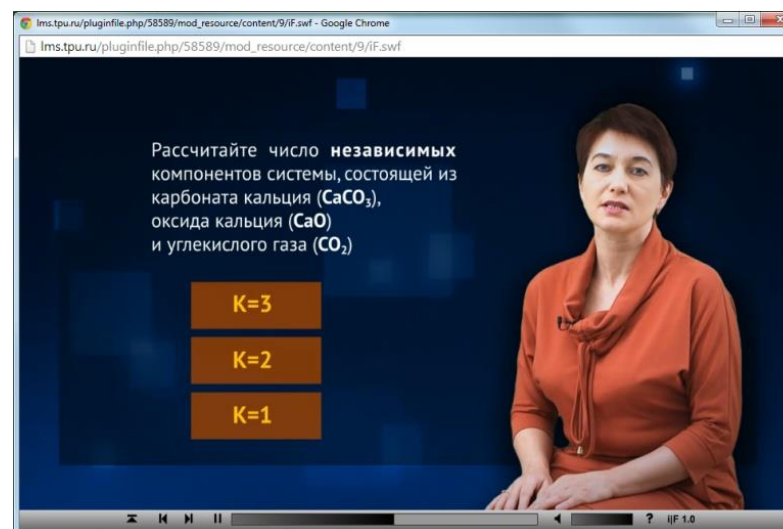 lms.tpu.ru/pluginfile.php/58589/mod_resource/content/9/iF.swf - Google Chrome
lms.tpu.ru/pluginfile.php/58589/mod_resource/content/9/iF.swf
Рассчитайте число независимых
компонентов системы, состоящей из
карбоната кальция (CaCO₃),
оксида кальция (CaO)
и углекислого газа (CO₂)
K=3
K=2
K=1
? i|F 1.0